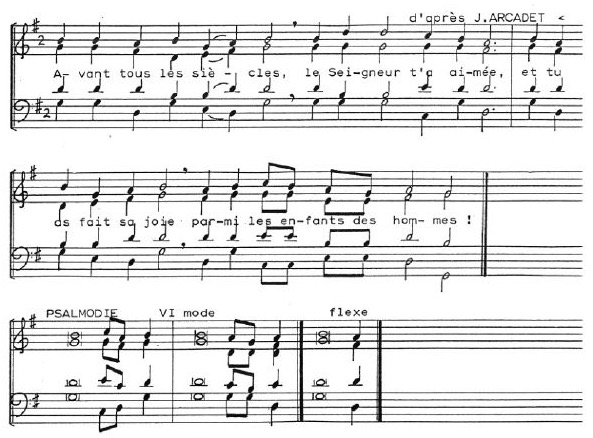 d'après J.ARCADET
A-vant tous les siè - cles, le Sei-gneur t'a ai-mée, et tu
as fait sa joie par-mi les en-fants des hom-mes !
PSALMODIE VI mode flexe